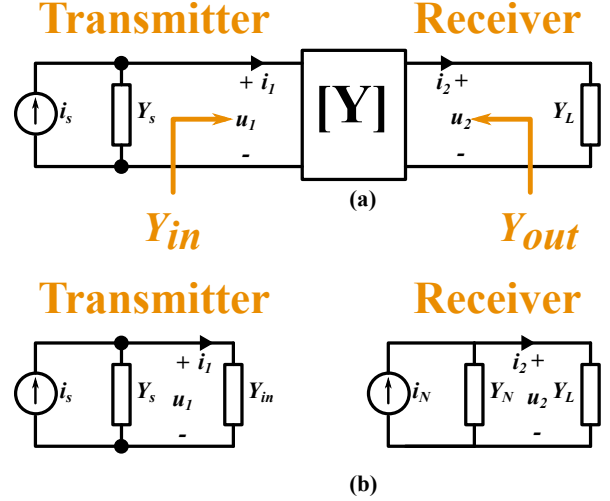 Transmitter Receiver
+ i1 i2 +
is Ys u1 [Y] u2 YL
- -
(a)
Yin Yout
Transmitter Receiver
+ i1 i2 +
is Ys u1 Yin iN YN u2 YL
- -
(b)